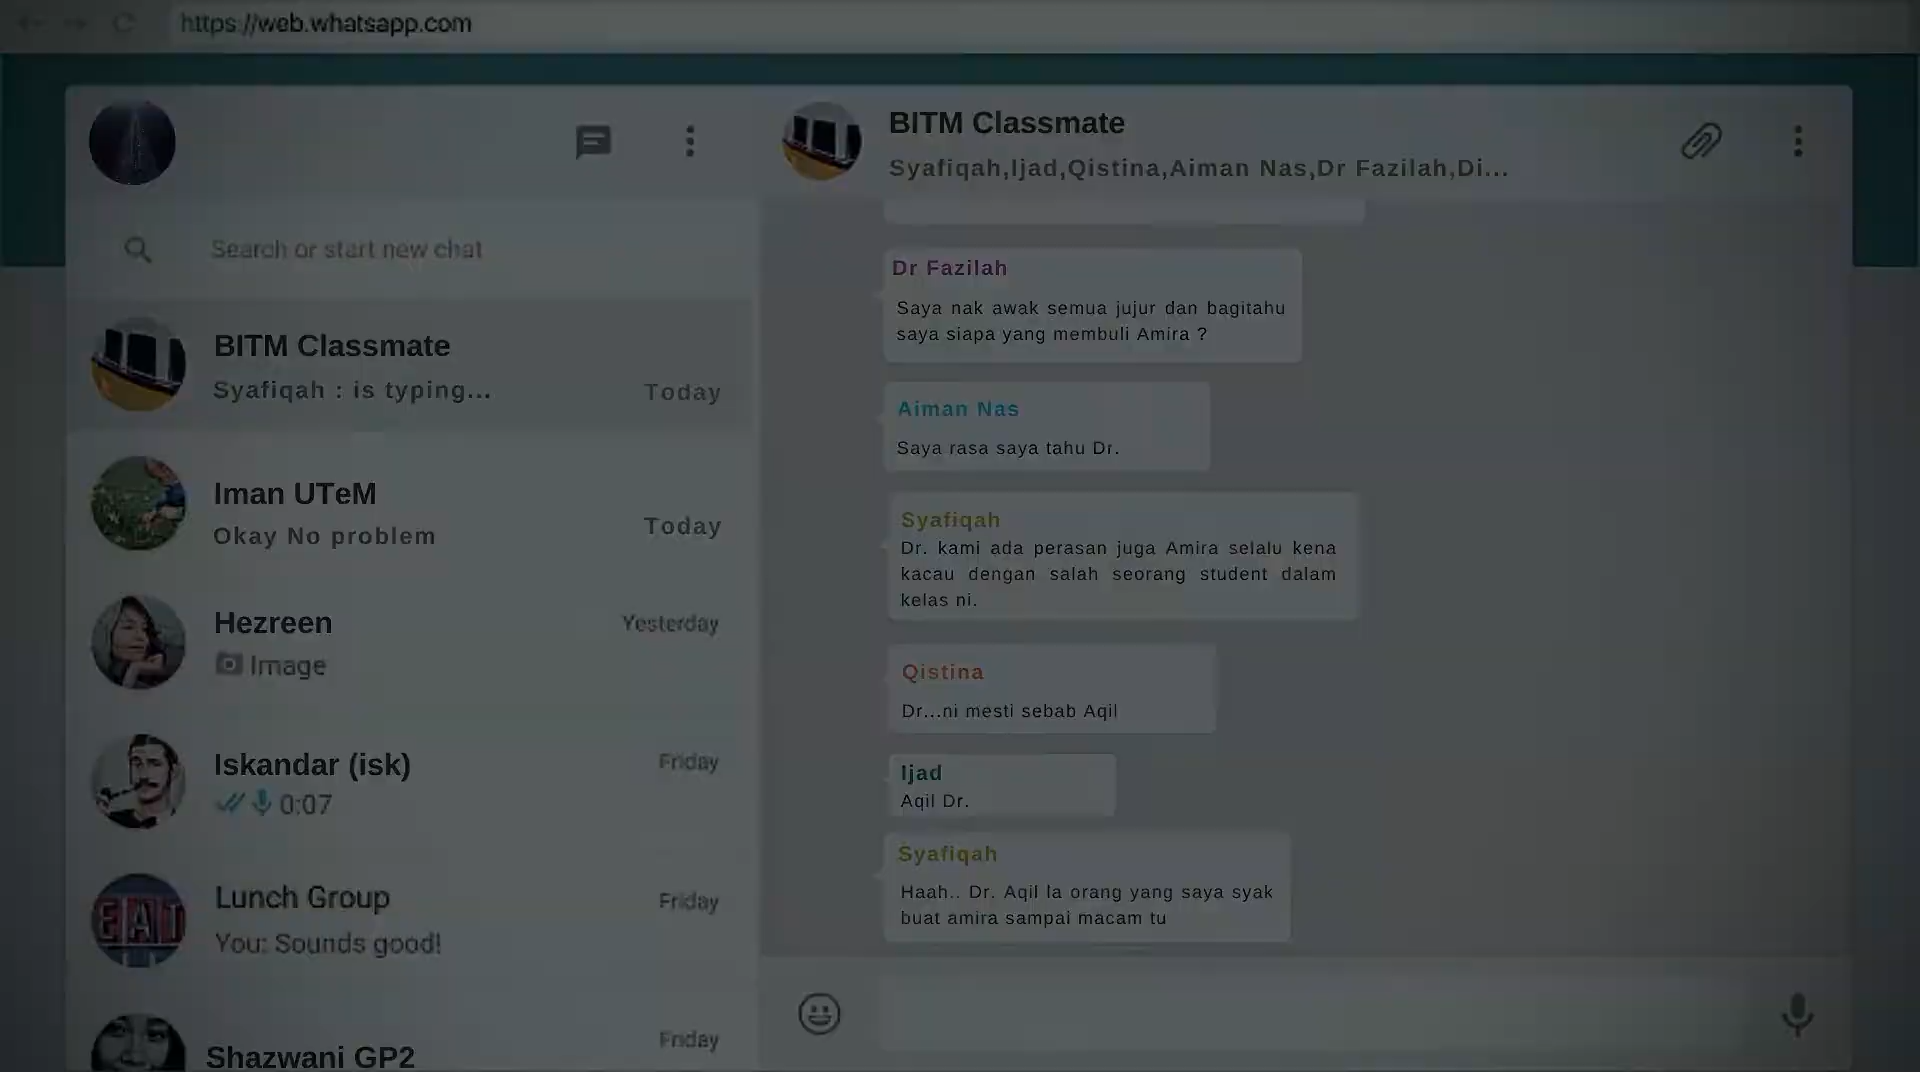 https://web.whatsapp.com
BITM Classmate
Syafiqah,Ijad,Qistina,Aiman Nas,Dr Fazilah,Di...
Search or start new chat
BITM Classmate
Syafiqah : is typing...
Today
Iman UTeM
Okay No problem
Today
Hezreen
Yesterday
Image
Iskandar (isk)
Friday
0:07
Lunch Group
Friday
You: Sounds good!
EAT
Shazwani GP2
Friday
Dr Fazilah
Saya nak awak semua jujur dan bagitahu
saya siapa yang membuli Amira ?
Aiman Nas
Saya rasa saya tahu Dr.
Syafiqah
Dr. kami ada perasan juga Amira selalu kena
kacau dengan salah seorang student dalam
kelas ni.
Qistina
Dr...ni mesti sebab Aqil
Ijad
Aqil Dr.
Syafiqah
Haah.. Dr. Aqil la orang yang saya syak
buat amira sampai macam tu